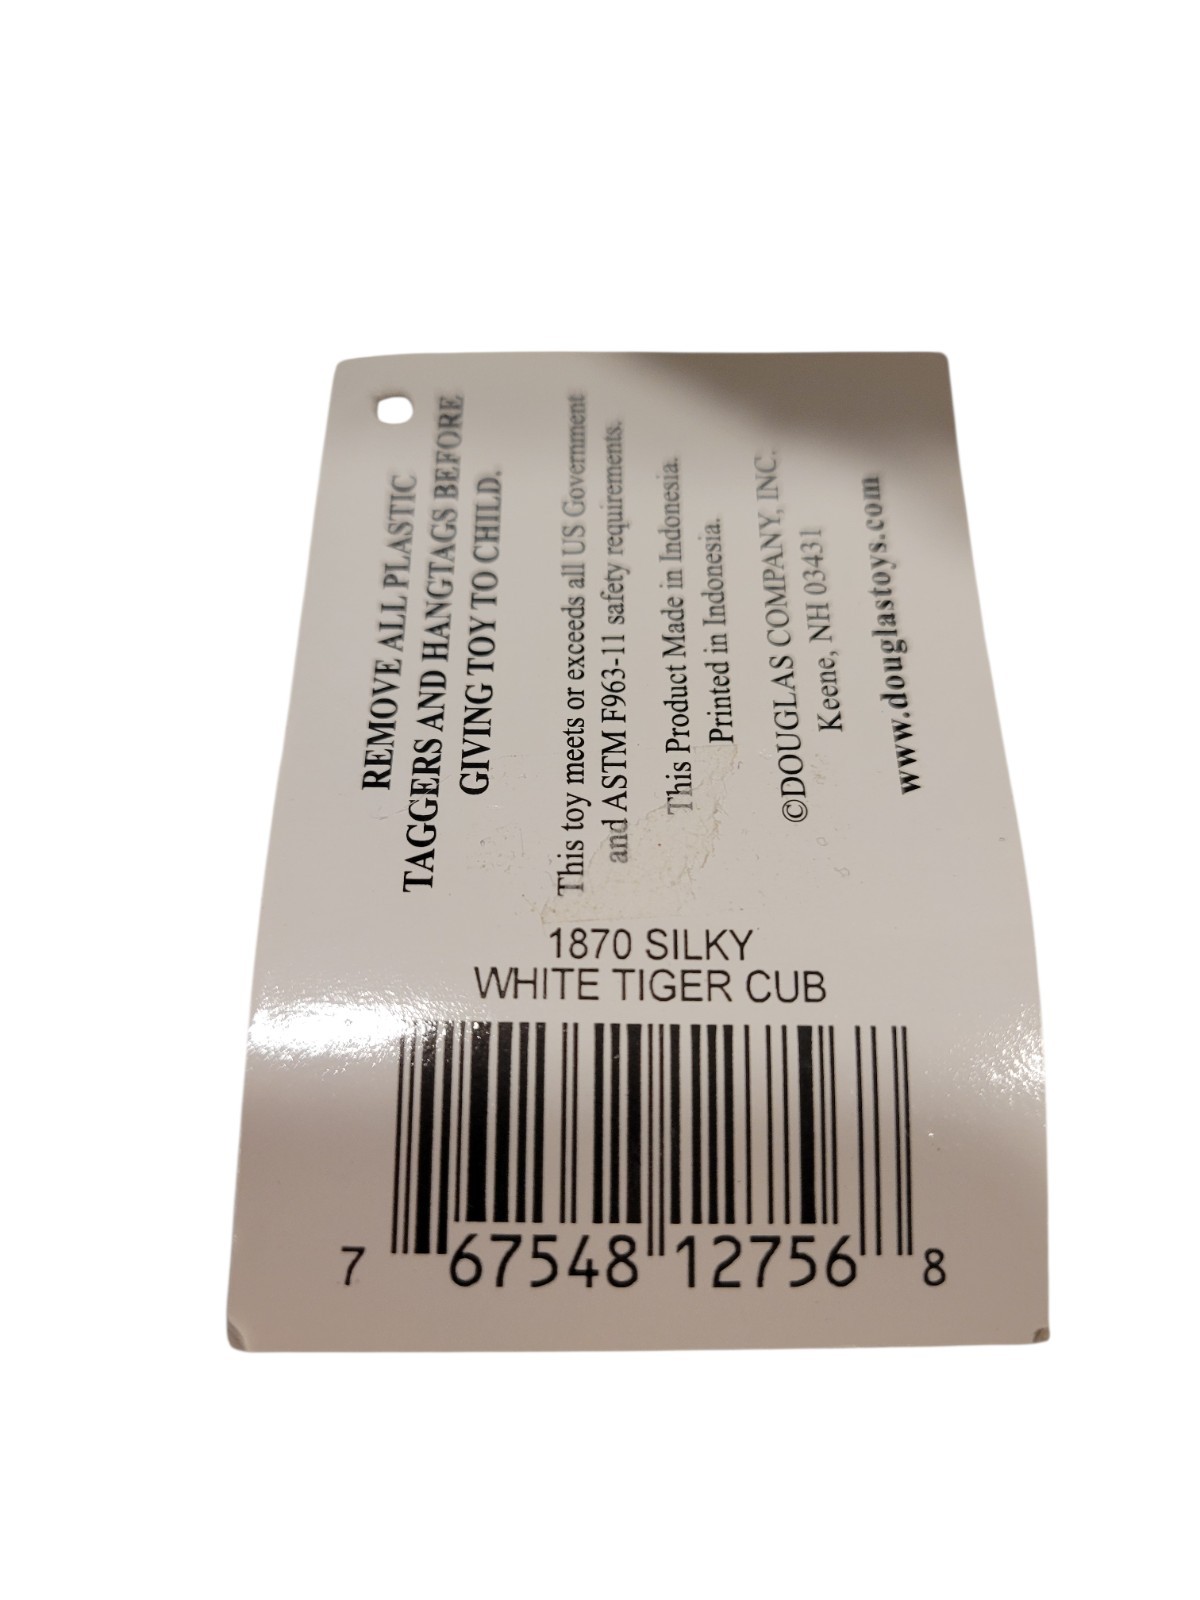 REMOVE ALL PLASTIC
TAGGERS AND HANGTAGS BEFORE
GIVING TOY TO CHILD.
This toy meets or exceeds all US Government
and ASTM F963-11 safety requirements.
This Product Made in Indonesia.
Printed in Indonesia.
©DOUGLAS COMPANY, INC.
Keene, NH 03431
www.douglastoys.com
1870 SILKY
WHITE TIGER CUB
7 67548 12756 8